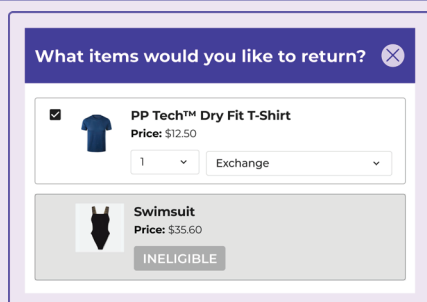 What items would you like to return?
PP Tech™ Dry Fit T-Shirt
Price: $12.50
1
Exchange
Swimsuit
Price: $35.60
INELIGIBLE